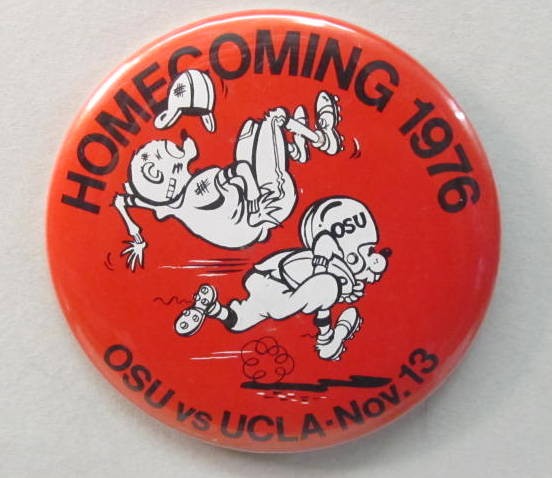 HOMECOMING 1976
OSU
OSU vs UCLA-Nov. 13